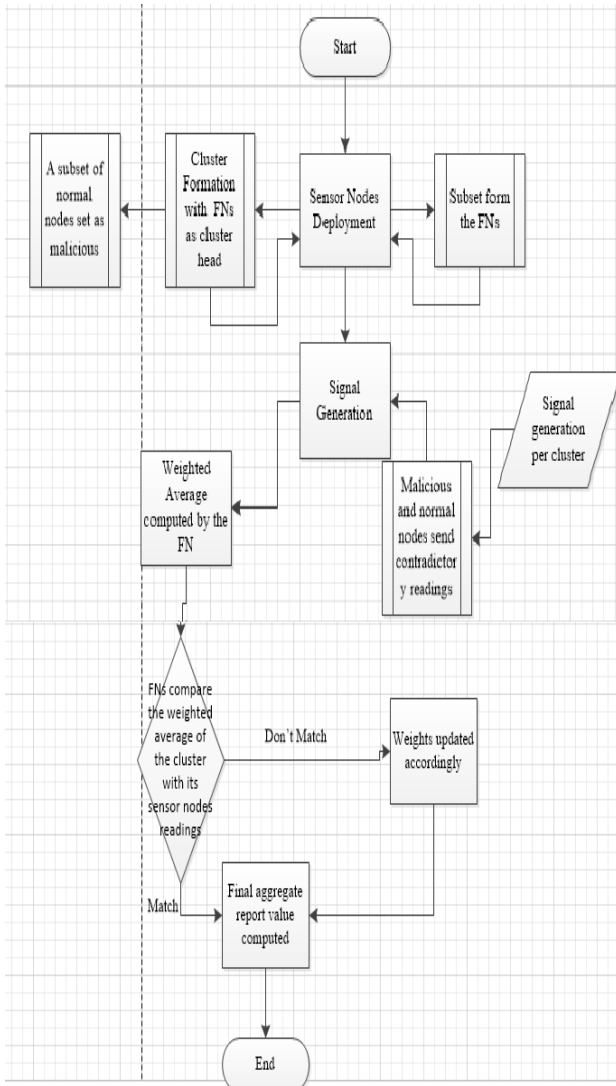 Start
A subset of
normal
nodes set as
malicious
Cluster
Formation
with FNs
as cluster
head
Sensor Nodes
Deployment
Subset form
the FNs
Signal
Generation
Signal
generation
per cluster
Weighted
Average
computed by the
FN
Malicious
and normal
nodes send
contradictor
y readings
FNs compare
the weighted
average of
the cluster
with its
sensor nodes
readings
Don't Match
Weights updated
accordingly
Match
Final aggregate
report value
computed
End